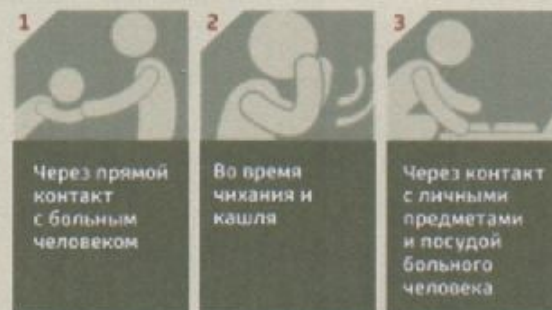 1
Через прямой
контакт
с больным
человеком
2
Во время
чихания и
кашля
3
Через контакт
с личными
предметами
и посудой
больного
человека